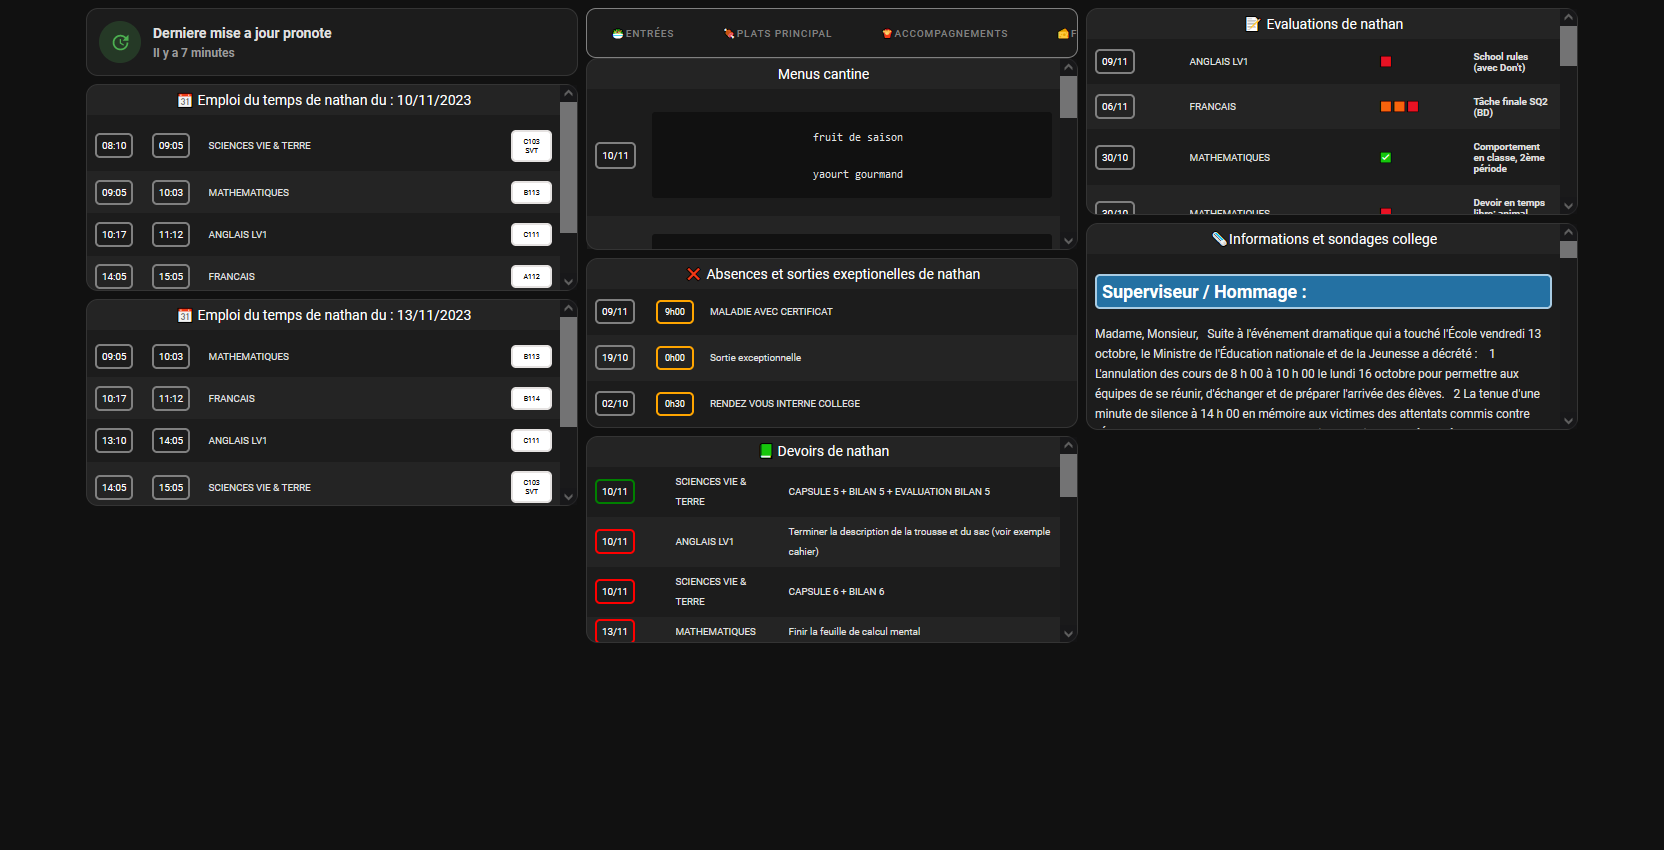 Derniere mise a jour pronote
Il y a 7 minutes
Emploi du temps de nathan du : 10/11/2023
08:10 09:05 SCIENCES VIE & TERRE C103 SVT
09:05 10:03 MATHEMATIQUES B113
10:17 11:12 ANGLAIS LV1 C111
14:05 15:05 FRANCAIS A112
Emploi du temps de nathan du : 13/11/2023
09:05 10:03 MATHEMATIQUES B113
10:17 11:12 FRANCAIS B114
13:10 14:05 ANGLAIS LV1 C111
14:05 15:05 SCIENCES VIE & TERRE C103 SVT
ENTRÉES PLATS PRINCIPAL ACCOMPAGNEMENTS F
Menus cantine
10/11
fruit de saison
yaourt gourmand
Absences et sorties exeptionelles de nathan
09/11 9h00 MALADIE AVEC CERTIFICAT
19/10 0h00 Sortie exceptionnelle
02/10 0h30 RENDEZ VOUS INTERNE COLLEGE
Devoirs de nathan
10/11 SCIENCES VIE & TERRE CAPSULE 5 + BILAN 5 + EVALUATION BILAN 5
10/11 ANGLAIS LV1 Terminer la description de la trousse et du sac (voir exemple cahier)
10/11 SCIENCES VIE & TERRE CAPSULE 6 + BILAN 6
13/11 MATHEMATIQUES Finir la feuille de calcul mental
Evaluations de nathan
09/11 ANGLAIS LV1 School rules (avec Don't)
06/11 FRANCAIS Tâche finale SQ2 (BD)
30/10 MATHEMATIQUES Comportement en classe, 2ème période
30/10 MATHEMATIQUES Devoir en temps libre: animal
Informations et sondages college
Superviseur / Hommage :
Madame, Monsieur, Suite à l'événement dramatique qui a touché l'École vendredi 13
octobre, le Ministre de l'Éducation nationale et de la Jeunesse a décrété : 1
L'annulation des cours de 8 h 00 à 10 h 00 le lundi 16 octobre pour permettre aux
équipes de se réunir, d'échanger et de préparer l'arrivée des élèves. 2 La tenue d'une
minute de silence à 14 h 00 en mémoire aux victimes des attentats commis contre